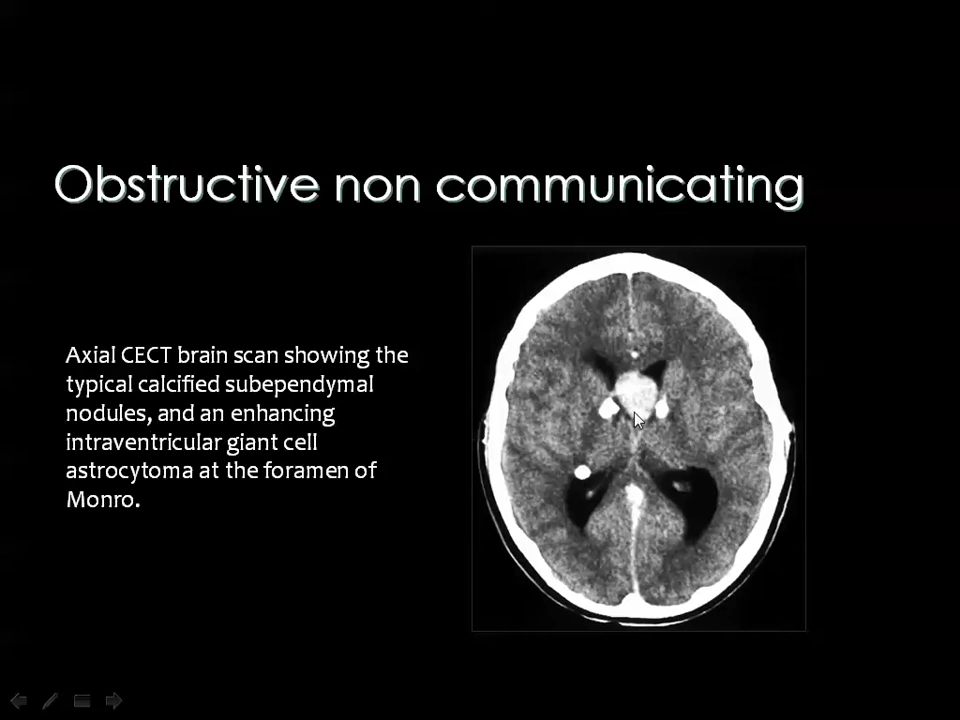 Obstructive non communicating
Axial CECT brain scan showing the
typical calcified subependymal
nodules, and an enhancing
intraventricular giant cell
astrocytoma at the foramen of
Monro.